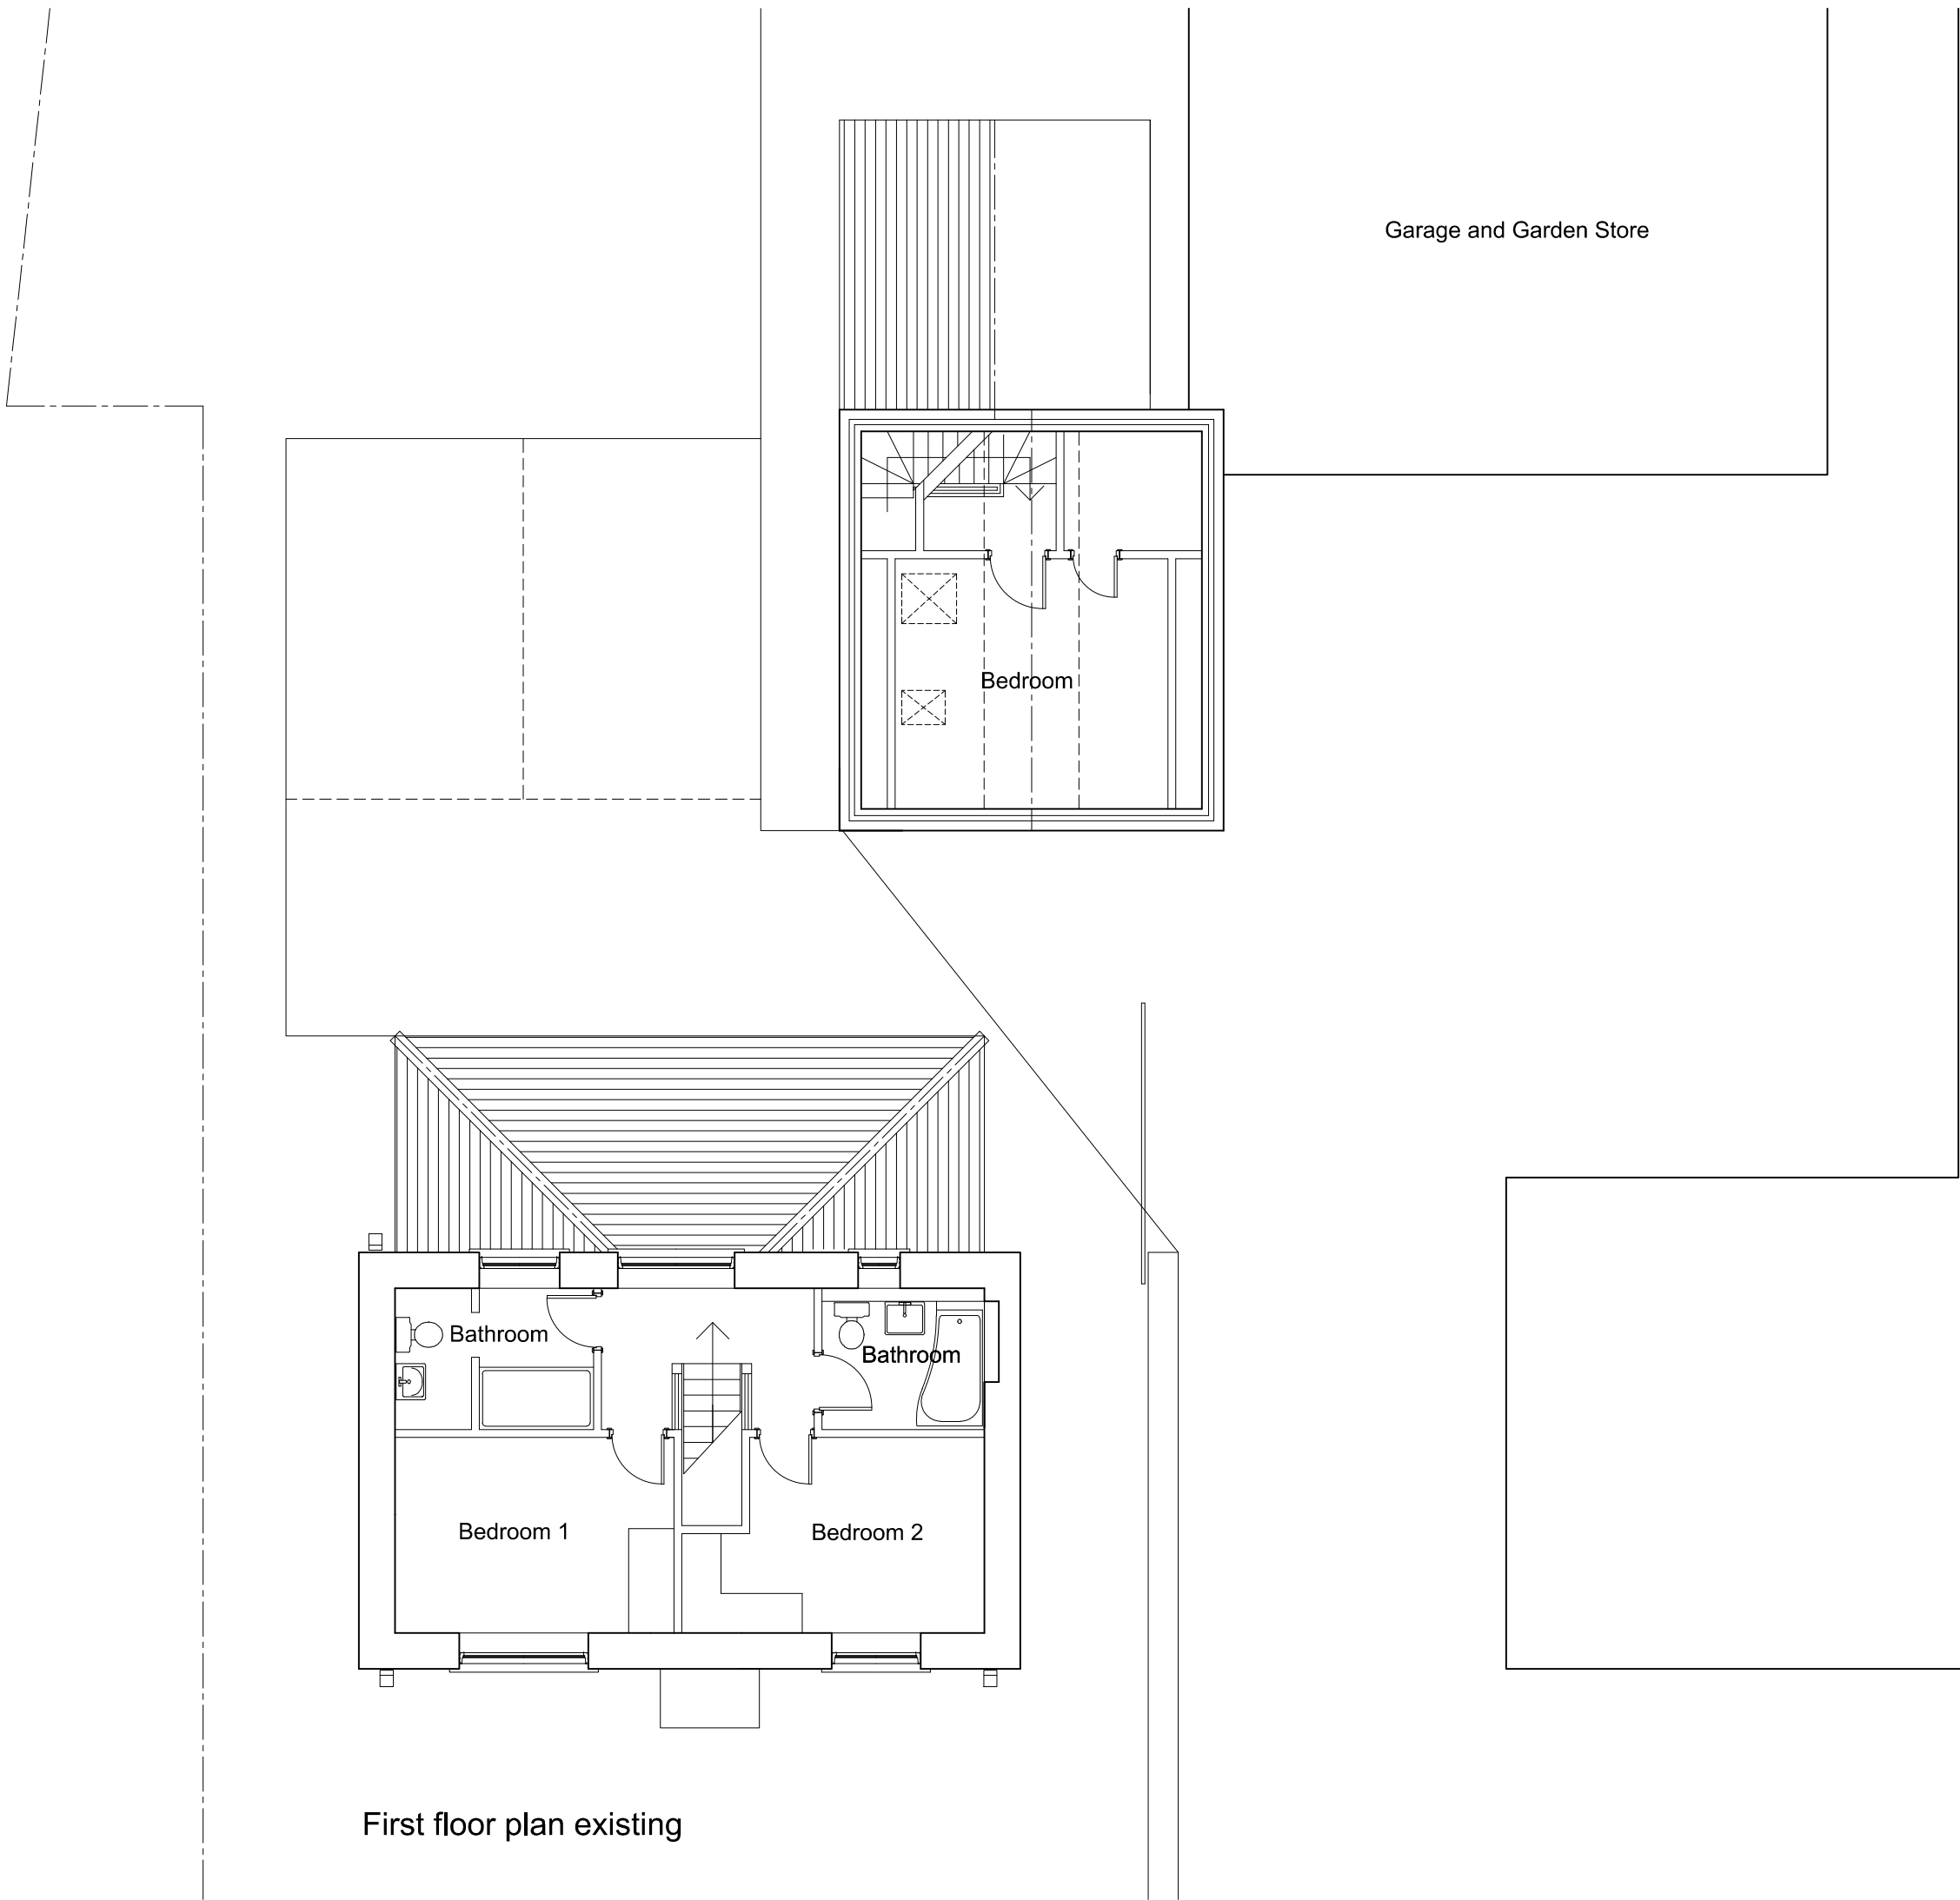 Garage and Garden Store
Bedroom
Bathroom
Bathroom
Bedroom 1
Bedroom 2
First floor plan existing